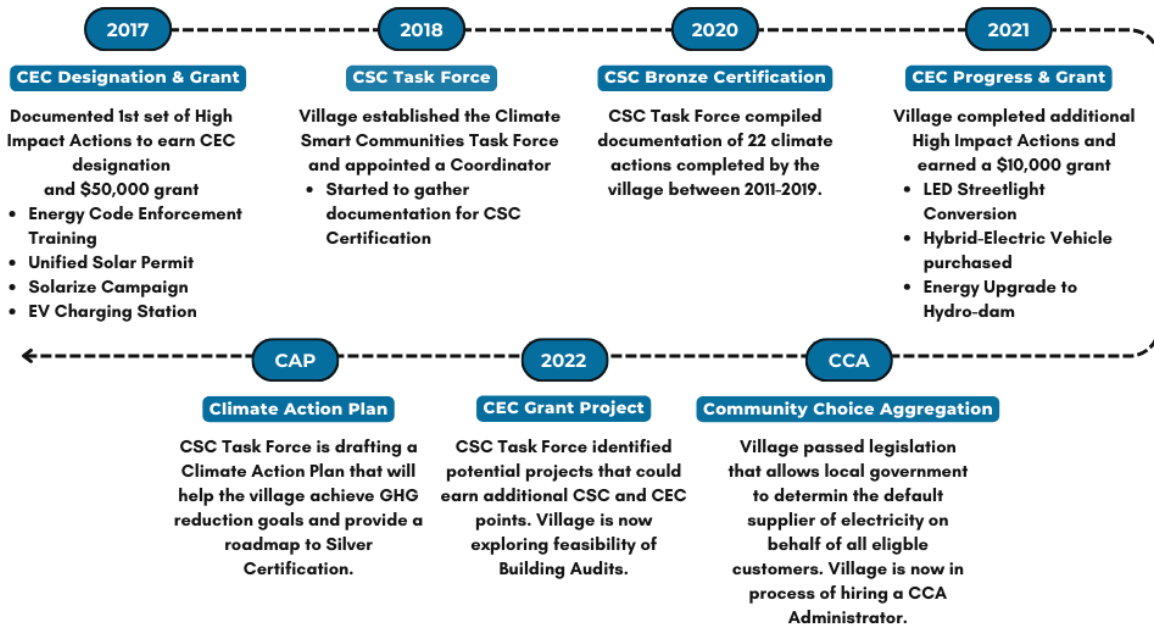 2017
CEC Designation & Grant
Documented 1st set of High
Impact Actions to earn CEC
designation
and $50,000 grant
• Energy Code Enforcement
Training
• Unified Solar Permit
• Solarize Campaign
• EV Charging Station
2018
CSC Task Force
Village established the Climate
Smart Communities Task Force
and appointed a Coordinator
• Started to gather
documentation for CSC
Certification
2020
CSC Bronze Certification
CSC Task Force compiled
documentation of 22 climate
actions completed by the
village between 2011-2019.
2021
CEC Progress & Grant
Village completed additional
High Impact Actions and
earned a $10,000 grant
• LED Streetlight
Conversion
• Hybrid-Electric Vehicle
purchased
• Energy Upgrade to
Hydro-dam
CCA
Community Choice Aggregation
Village passed legislation
that allows local government
to determin the default
supplier of electricity on
behalf of all eligble
customers. Village is now in
process of hiring a CCA
Administrator.
2022
CEC Grant Project
CSC Task Force identified
potential projects that could
earn additional CSC and CEC
points. Village is now
exploring feasibility of
Building Audits.
CAP
Climate Action Plan
CSC Task Force is drafting a
Climate Action Plan that will
help the village achieve GHG
reduction goals and provide a
roadmap to Silver
Certification.